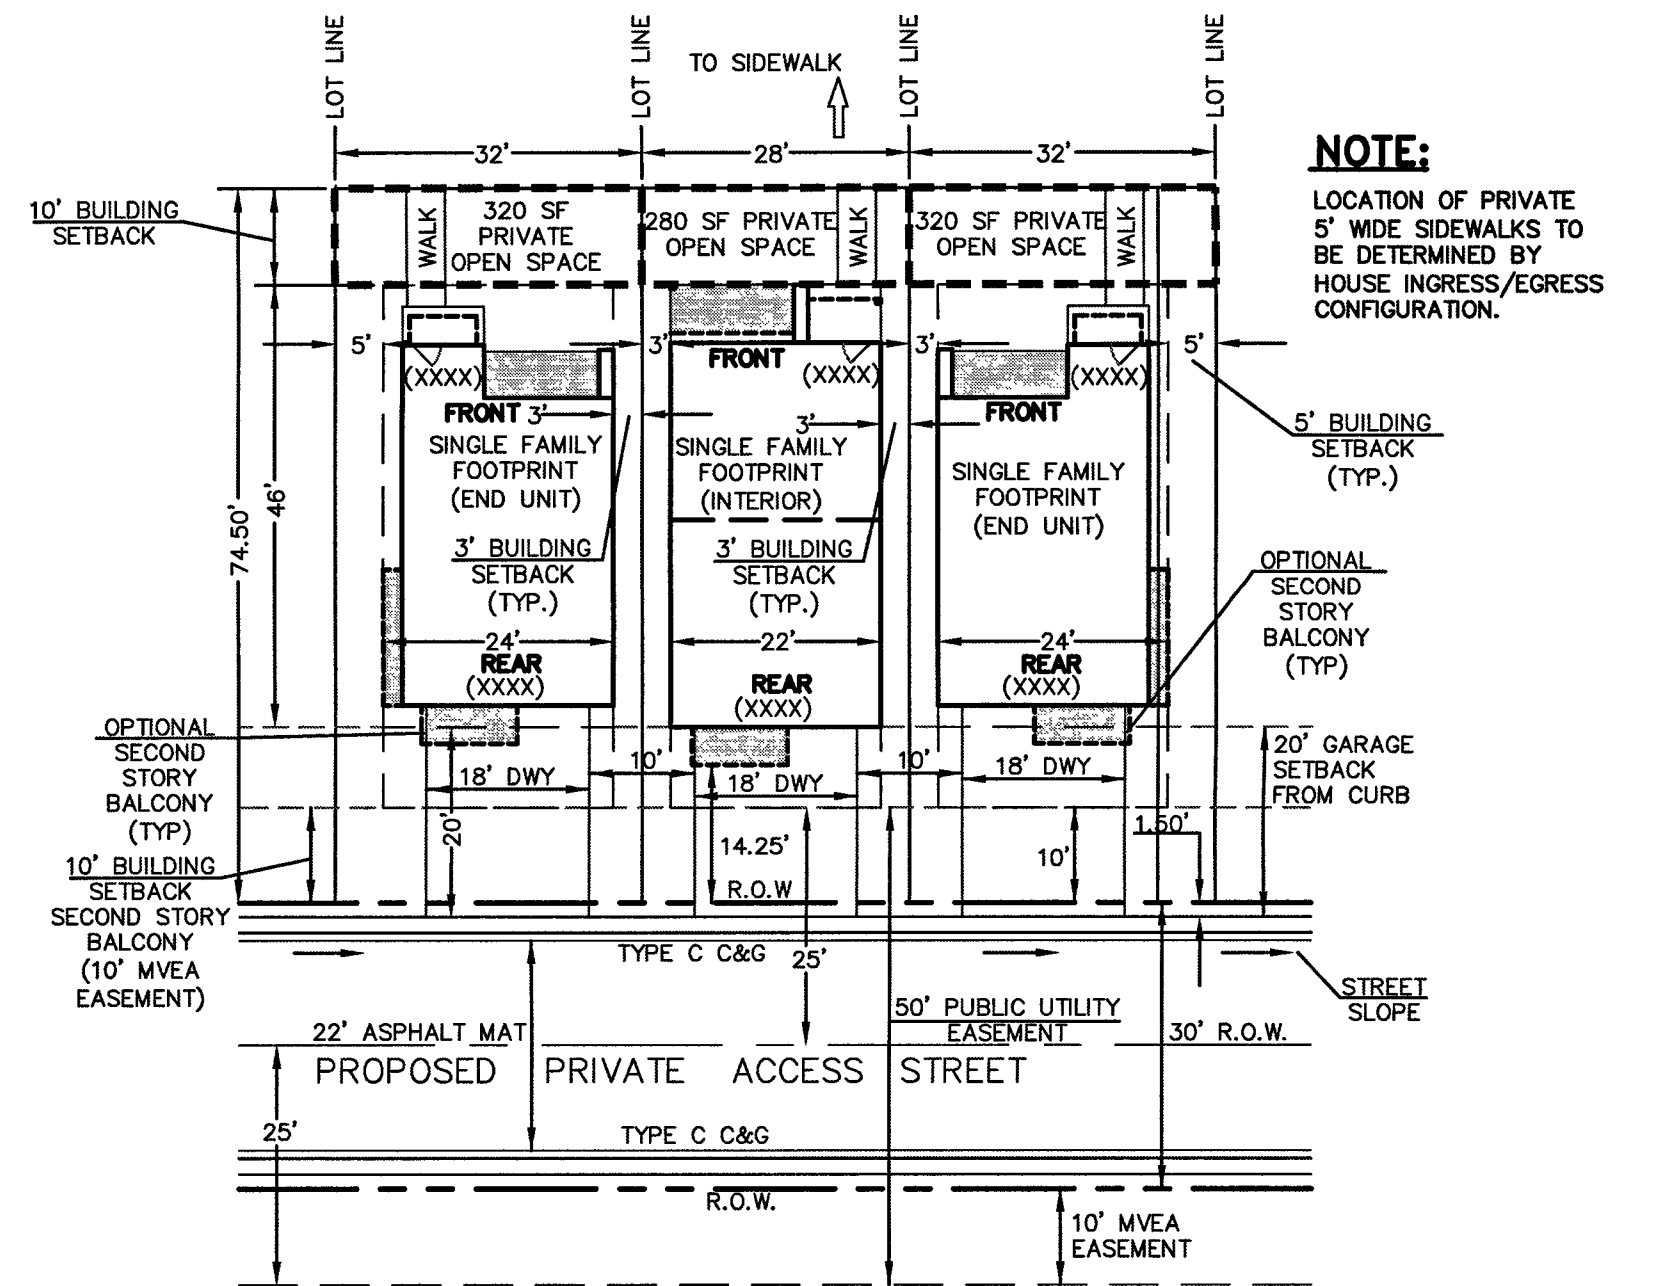 LOT LINE
LOT LINE
LOT LINE
LOT LINE
TO SIDEWALK
32'
28'
32'
NOTE:
LOCATION OF PRIVATE
5' WIDE SIDEWALKS TO
BE DETERMINED BY
HOUSE INGRESS/EGRESS
CONFIGURATION.
10' BUILDING
SETBACK
WALK
320 SF
PRIVATE
OPEN SPACE
280 SF PRIVATE
OPEN SPACE
WALK
320 SF PRIVATE
OPEN SPACE
WALK
5'
3'
3'
5'
(XXXX)
FRONT
3'
SINGLE FAMILY
FOOTPRINT
(END UNIT)
3' BUILDING
SETBACK
(TYP.)
24'
REAR
(XXXX)
FRONT
(XXXX)
3'
SINGLE FAMILY
FOOTPRINT
(INTERIOR)
3' BUILDING
SETBACK
(TYP.)
22'
REAR
(XXXX)
(XXXX)
FRONT
SINGLE FAMILY
FOOTPRINT
(END UNIT)
24'
REAR
(XXXX)
5' BUILDING
SETBACK
(TYP.)
OPTIONAL
SECOND
STORY
BALCONY
(TYP)
74.50'
46'
OPTIONAL
SECOND
STORY
BALCONY
(TYP)
10' BUILDING
SETBACK
SECOND STORY
BALCONY
(10' MVEA
EASEMENT)
18' DWY
10'
18' DWY
10'
18' DWY
20' GARAGE
SETBACK
FROM CURB
20'
14.25'
10'
1.50'
R.O.W
TYPE C C&G
25'
STREET
SLOPE
50' PUBLIC UTILITY
EASEMENT
22' ASPHALT MAT
30' R.O.W.
PROPOSED PRIVATE ACCESS STREET
25'
TYPE C C&G
R.O.W.
10' MVEA
EASEMENT